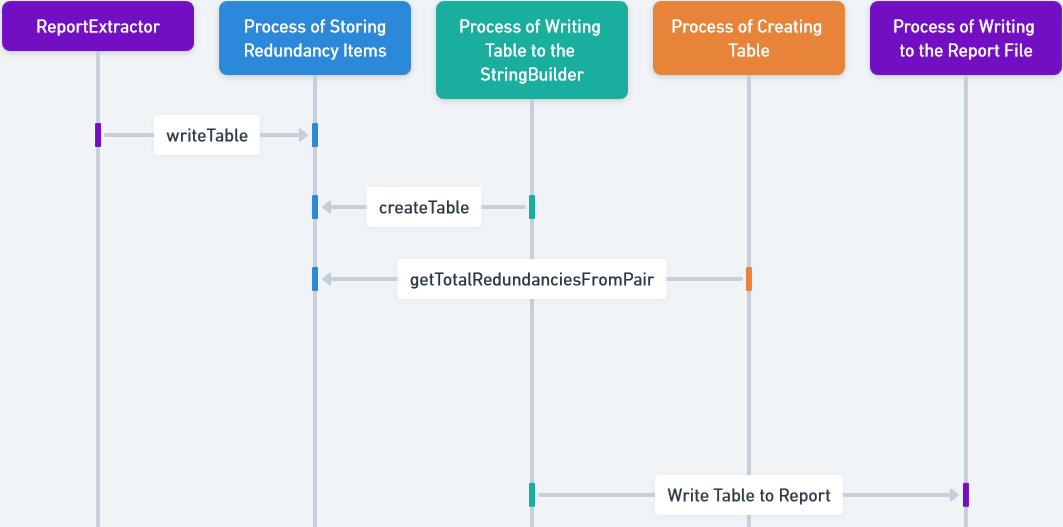 ReportExtractor
Process of Storing
Redundancy Items
Process of Writing
Table to the
StringBuilder
Process of Creating
Table
Process of Writing
to the Report File
writeTable
createTable
getTotalRedundanciesFromPair
Write Table to Report